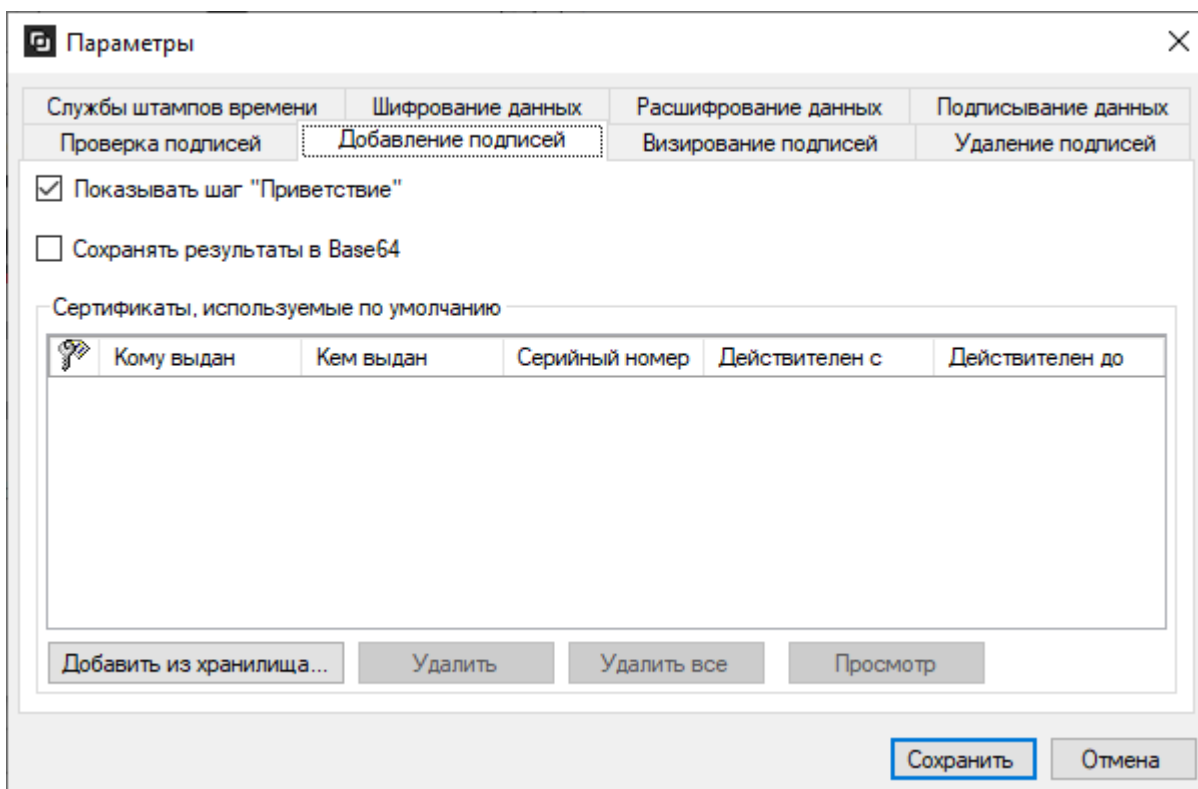 Параметры
Службы штампов времени Шифрование данных Расшифрование данных Подписывание данных
Проверка подписей Добавление подписей Визирование подписей Удаление подписей
Показывать шаг "Приветствие"
Сохранять результаты в Base64
Сертификаты, используемые по умолчанию
Кому выдан Кем выдан Серийный номер Действителен с Действителен до
Добавить из хранилища... Удалить Удалить все Просмотр
Сохранить Отмена